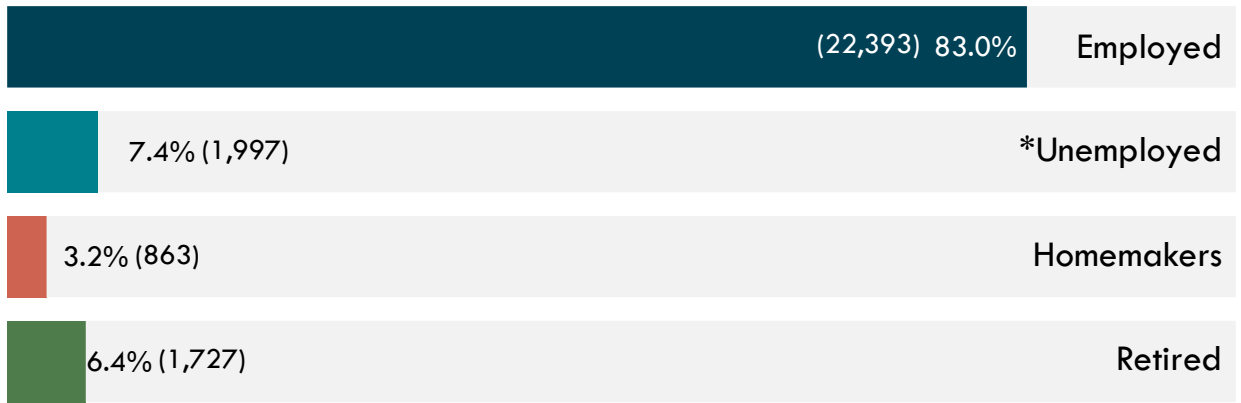 (22,393) 83.0% Employed
7.4% (1,997) *Unemployed
3.2% (863) Homemakers
6.4% (1,727) Retired